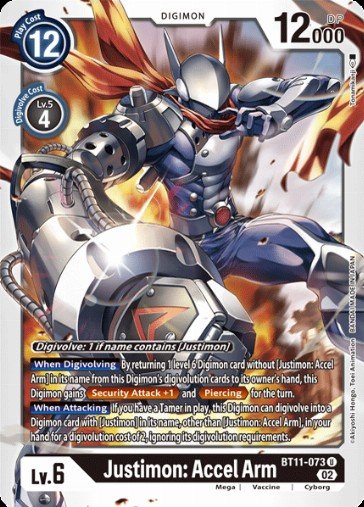 Play Cost
12
DIGIMON
12000
DP
Digivolve Cost
Lv.5
4
Tonamikanji
©Akiyoshi Hongo, Toei Animation BANDAI MADE IN JAPAN
Digivolve: 1 if name contains [Justimon]
When Digivolving By returning 1 level 6 Digimon card without [Justimon: Accel
Arm] in its name from this Digimon's digivolution cards to its owner's hand, this
Digimon gains Security Attack +1 and Piercing for the turn.
When Attacking If you have a Tamer in play, this Digimon can digivolve into a
Digimon card with [Justimon] in its name, other than [Justimon: Accel Arm], in your
hand for a digivolution cost of 2, ignoring its digivolution requirements.
BT11-073 U
02
Lv.6
Justimon: Accel Arm
Mega | Vaccine | Cyborg